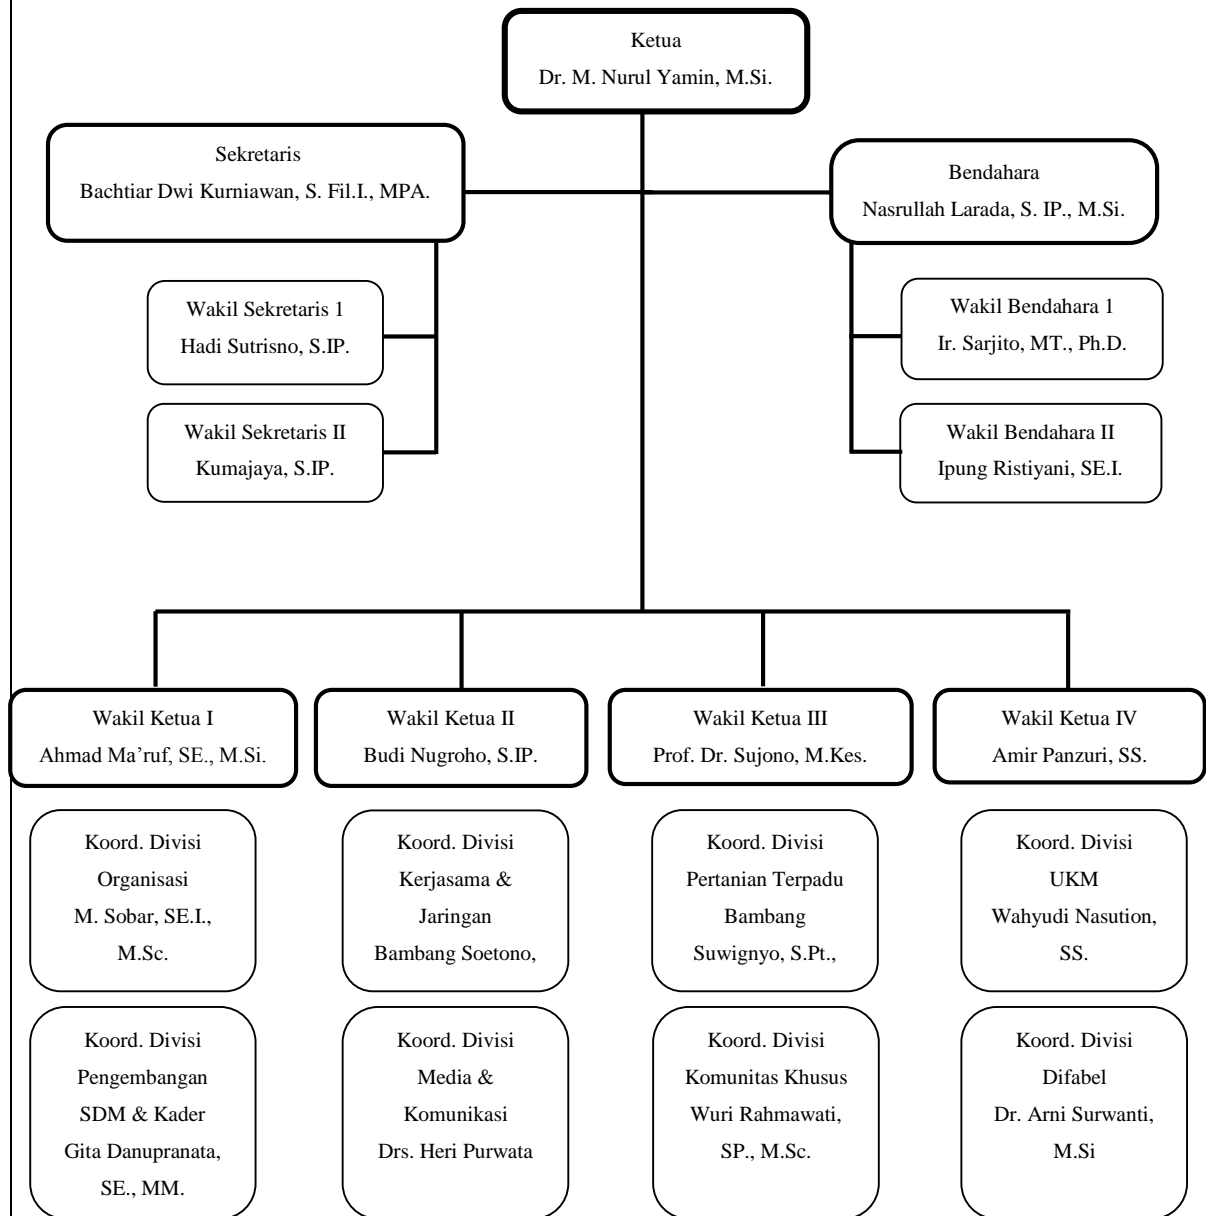 Ketua
Dr. M. Nurul Yamin, M.Si.
Sekretaris
Bachtiar Dwi Kurniawan, S. Fil.I., MPA.
Bendahara
Nasrullah Larada, S. IP., M.Si.
Wakil Sekretaris 1
Hadi Sutrisno, S.IP.
Wakil Bendahara 1
Ir. Sarjito, MT., Ph.D.
Wakil Sekretaris II
Kumajaya, S.IP.
Wakil Bendahara II
Ipung Ristiyani, SE.I.
Wakil Ketua I
Ahmad Ma’ruf, SE., M.Si.
Wakil Ketua II
Budi Nugroho, S.IP.
Wakil Ketua III
Prof. Dr. Sujono, M.Kes.
Wakil Ketua IV
Amir Panzuri, SS.
Koord. Divisi
Organisasi
M. Sobar, SE.I.,
M.Sc.
Koord. Divisi
Kerjasama &
Jaringan
Bambang Soetono,
Koord. Divisi
Pertanian Terpadu
Bambang
Suwignyo, S.Pt.,
Koord. Divisi
UKM
Wahyudi Nasution,
SS.
Koord. Divisi
Pengembangan
SDM & Kader
Gita Danupranata,
SE., MM.
Koord. Divisi
Media &
Komunikasi
Drs. Heri Purwata
Koord. Divisi
Komunitas Khusus
Wuri Rahmawati,
SP., M.Sc.
Koord. Divisi
Difabel
Dr. Arni Surwanti,
M.Si